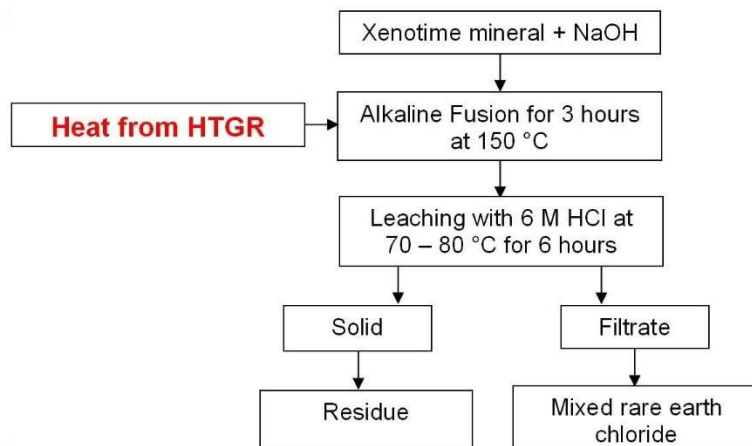 Xenotime mineral + NaOH
Heat from HTGR
Alkaline Fusion for 3 hours
at 150 °C
Leaching with 6 M HCl at
70 – 80 °C for 6 hours
Solid
Filtrate
Residue
Mixed rare earth
chloride